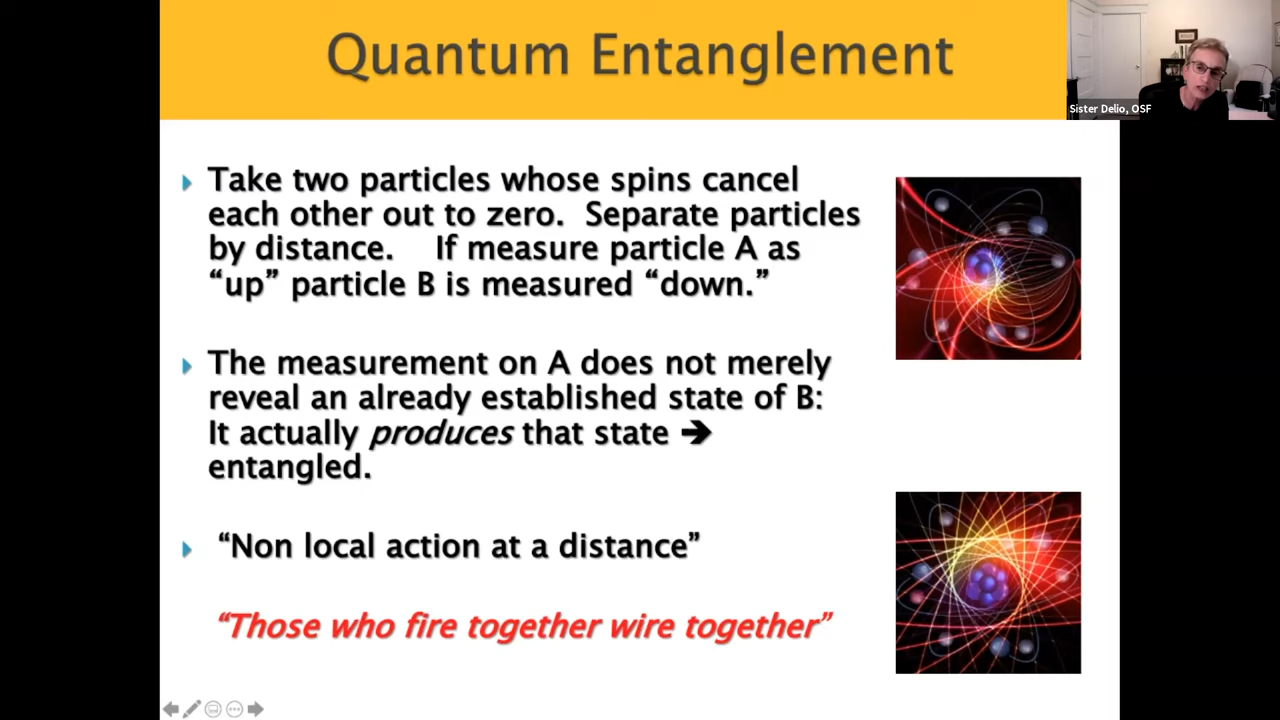 Quantum Entanglement
Sister Delio, OSF
Take two particles whose spins cancel
each other out to zero.  Separate particles
by distance.    If measure particle A as
“up” particle B is measured “down.”
The measurement on A does not merely
reveal an already established state of B:
It actually produces that state ➔
entangled.
“Non local action at a distance”
“Those who fire together wire together”